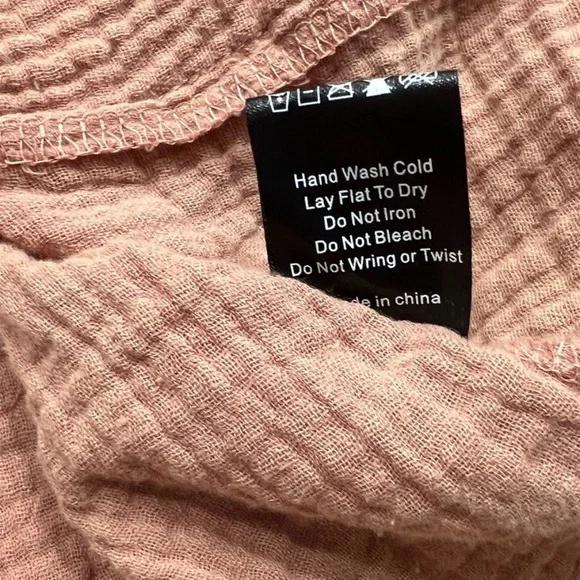 Hand Wash Cold
Lay Flat To Dry
Do Not Iron
Do Not Bleach
Do Not Wring or Twist
in china